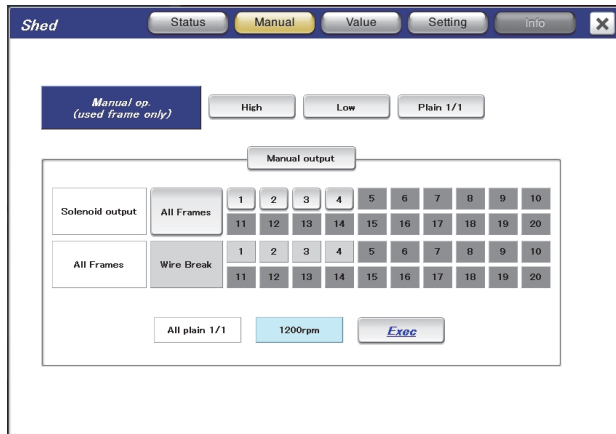 Shed Status Manual Value Setting Info X
Manual op.
(used frame only)
High Low Plain 1/1
Manual output
Solenoid output All Frames 1 2 3 4 5 6 7 8 9 10
11 12 13 14 15 16 17 18 19 20
All Frames Wire Break 1 2 3 4 5 6 7 8 9 10
11 12 13 14 15 16 17 18 19 20
All plain 1/1 1200rpm Exec